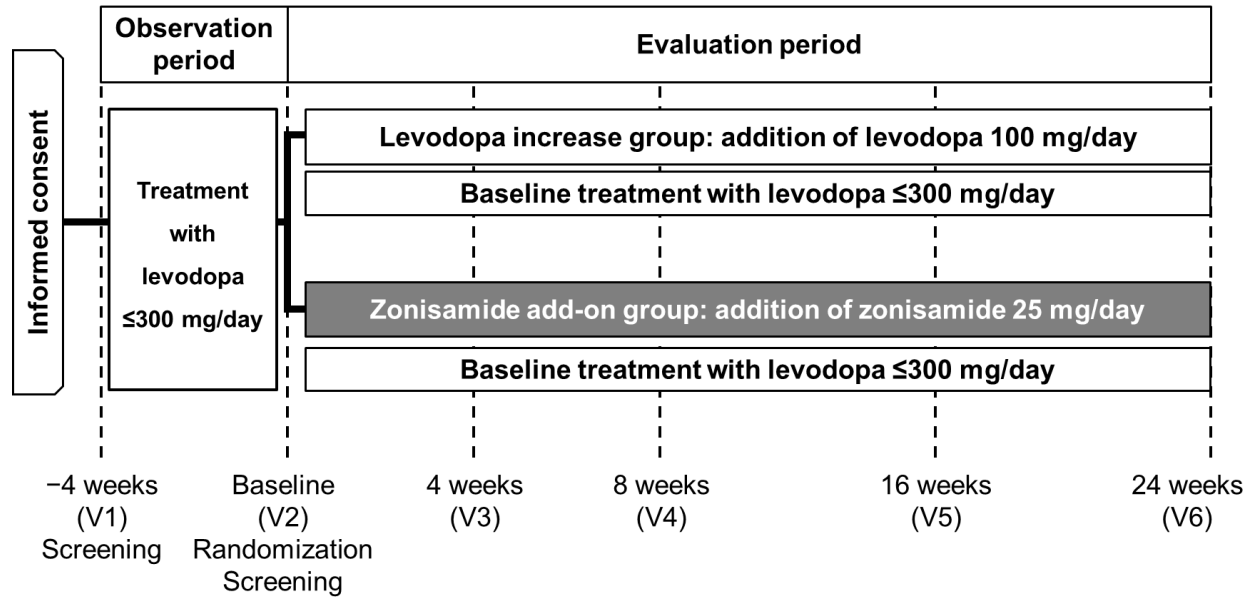 Observation
period
Evaluation period
Informed consent
Treatment
with
levodopa
≤300 mg/day
Levodopa increase group: addition of levodopa 100 mg/day
Baseline treatment with levodopa ≤300 mg/day
Zonisamide add-on group: addition of zonisamide 25 mg/day
Baseline treatment with levodopa ≤300 mg/day
−4 weeks
(V1)
Screening
Baseline
(V2)
Randomization
Screening
4 weeks
(V3)
8 weeks
(V4)
16 weeks
(V5)
24 weeks
(V6)